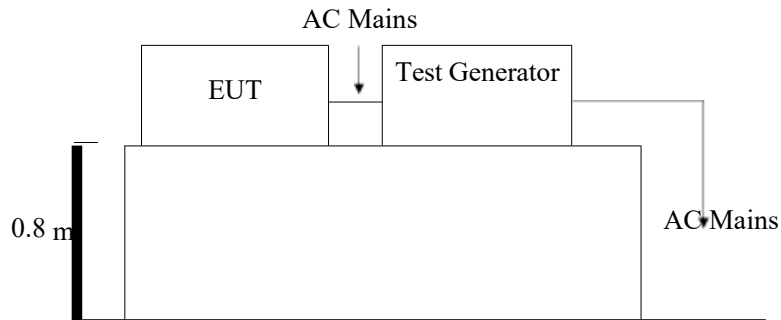 AC Mains
EUT
Test Generator
0.8 m
AC Mains